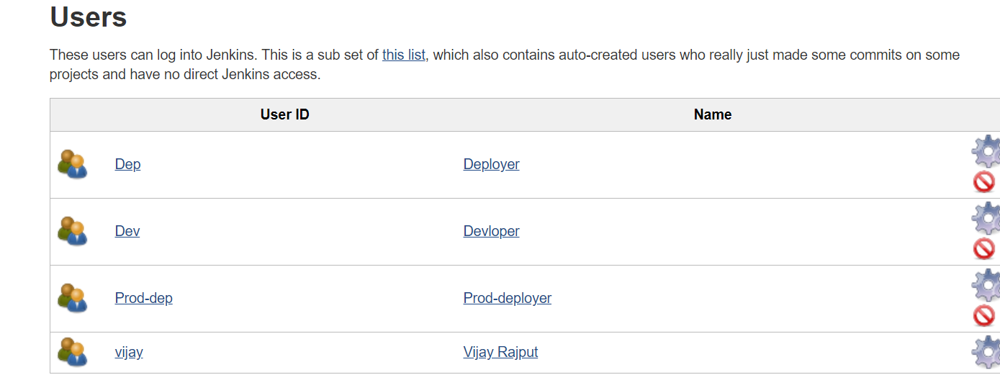 Users
These users can log into Jenkins. This is a sub set of this list, which also contains auto-created users who really just made some commits on some
projects and have no direct Jenkins access.
User ID Name
Dep Deployer
Dev Devloper
Prod-dep Prod-deployer
vijay Vijay Rajput